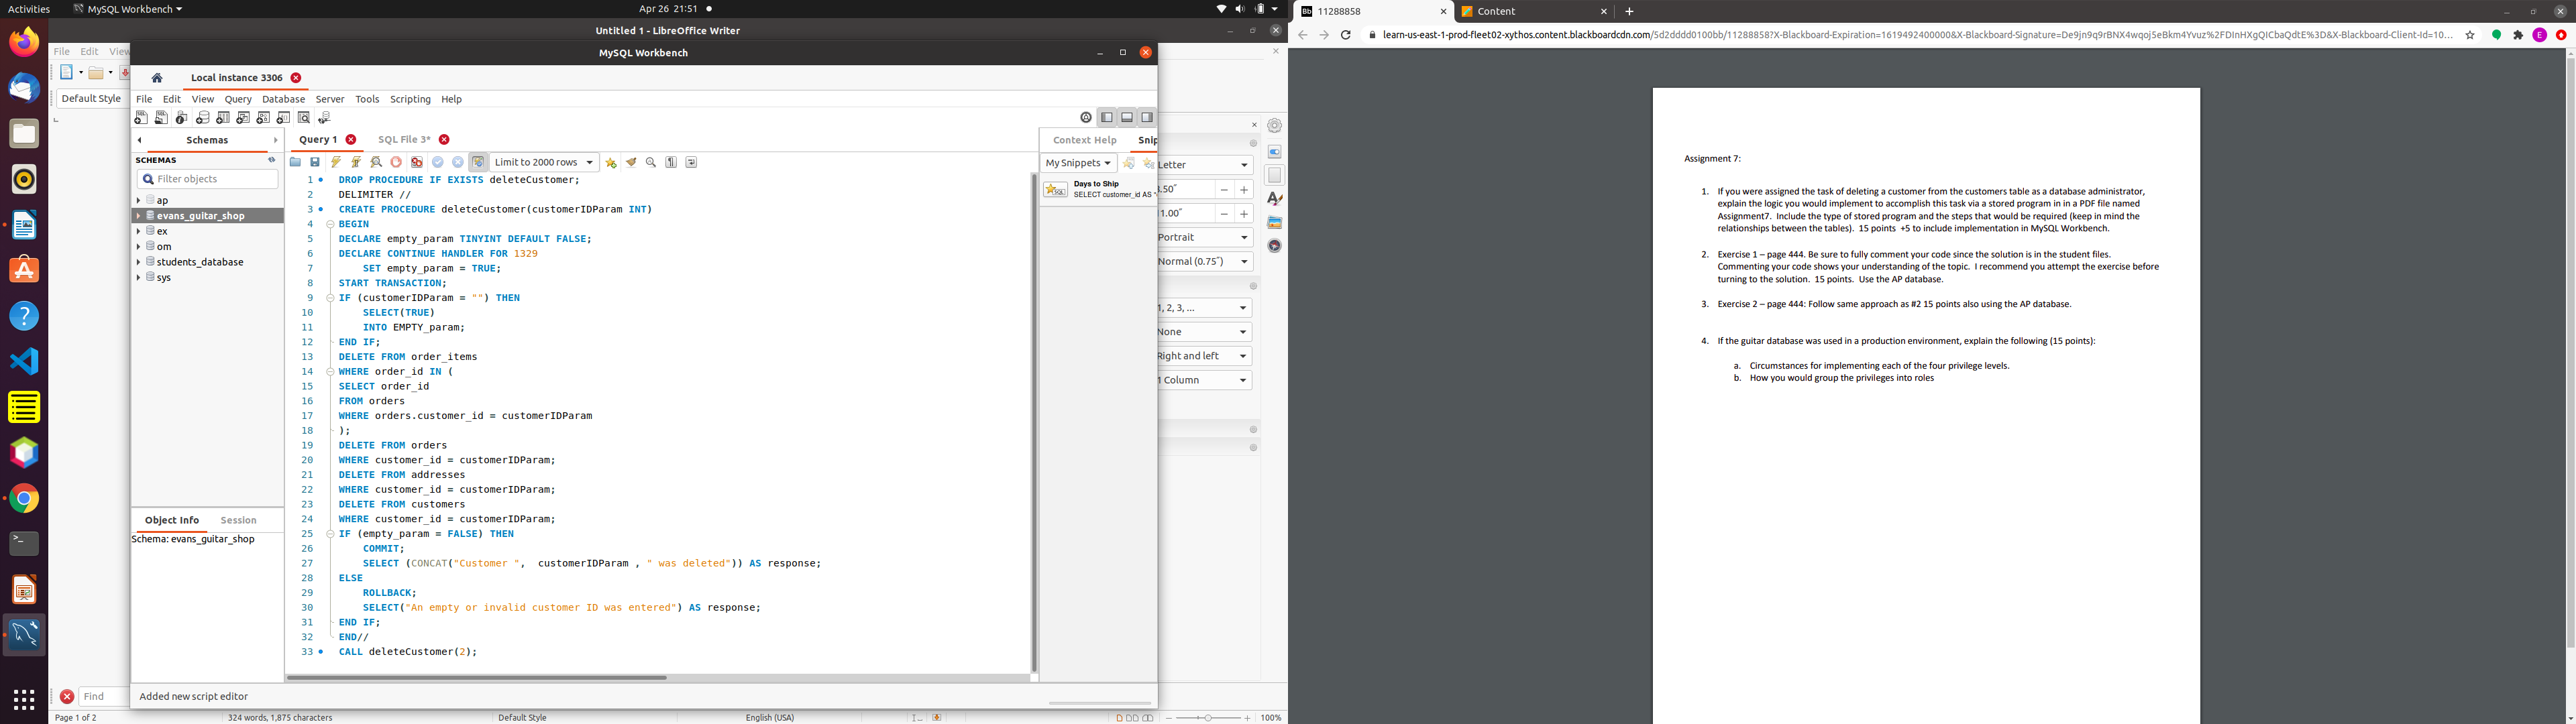 Activities
MySQL Workbench
Apr 26 21:51
Untitled 1 - LibreOffice Writer
File Edit View
Default Style
MySQL Workbench
Local instance 3306
File Edit View Query Database Server Tools Scripting Help
Schemas
SCHEMAS
Filter objects
ap
evans_guitar_shop
ex
om
students_database
sys
Object Info Session
Schema: evans_guitar_shop
Query 1 SQL File 3*
Limit to 2000 rows
1 DROP PROCEDURE IF EXISTS deleteCustomer;
2 DELIMITER //
3 CREATE PROCEDURE deleteCustomer(customerIDParam INT)
4 BEGIN
5 DECLARE empty_param TINYINT DEFAULT FALSE;
6 DECLARE CONTINUE HANDLER FOR 1329
7 SET empty_param = TRUE;
8 START TRANSACTION;
9 IF (customerIDParam = "") THEN
10 SELECT(TRUE)
11 INTO EMPTY_param;
12 END IF;
13 DELETE FROM order_items
14 WHERE order_id IN (
15 SELECT order_id
16 FROM orders
17 WHERE orders.customer_id = customerIDParam
18 );
19 DELETE FROM orders
20 WHERE customer_id = customerIDParam;
21 DELETE FROM addresses
22 WHERE customer_id = customerIDParam;
23 DELETE FROM customers
24 WHERE customer_id = customerIDParam;
25 IF (empty_param = FALSE) THEN
26 COMMIT;
27 SELECT (CONCAT("Customer ", customerIDParam , " was deleted")) AS response;
28 ELSE
29 ROLLBACK;
30 SELECT("An empty or invalid customer ID was entered") AS response;
31 END IF;
32 END//
33 CALL deleteCustomer(2);
Context Help Snip
My Snippets
Days to Ship
SELECT customer_id AS
Letter
8.50″
11.00″
Portrait
Normal (0.75″)
1, 2, 3, ...
None
Right and left
1 Column
Added new script editor
Find
Page 1 of 2
324 words, 1,875 characters
Default Style
English (USA)
100%
11288858
Content
learn-us-east-1-prod-fleet02-xythos.content.blackboardcdn.com/5d2dddd0100bb/11288858?X-Blackboard-Expiration=1619492400000&X-Blackboard-Signature=De9jn9q9rBNX4wqoj5eBkm4Yvuz%2FDInHXgQICbaQdtE%3D&X-Blackboard-Client-Id=10...
Assignment 7:
1. If you were assigned the task of deleting a customer from the customers table as a database administrator,
explain the logic you would implement to accomplish this task via a stored program in in a PDF file named
Assignment7. Include the type of stored program and the steps that would be required (keep in mind the
relationships between the tables). 15 points +5 to include implementation in MySQL Workbench.
2. Exercise 1 – page 444. Be sure to fully comment your code since the solution is in the student files.
Commenting your code shows your understanding of the topic. I recommend you attempt the exercise before
turning to the solution. 15 points. Use the AP database.
3. Exercise 2 – page 444: Follow same approach as #2 15 points also using the AP database.
4. If the guitar database was used in a production environment, explain the following (15 points):
a. Circumstances for implementing each of the four privilege levels.
b. How you would group the privileges into roles